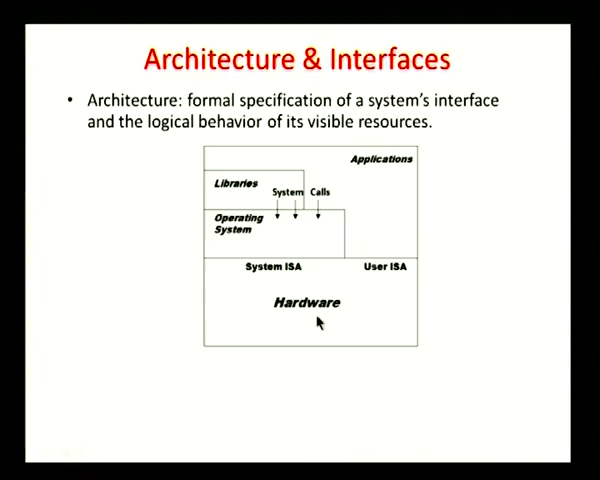 Architecture & Interfaces
• Architecture: formal specification of a system's interface
and the logical behavior of its visible resources.
Applications
Libraries
System Calls
Operating
System
System ISA
User ISA
Hardware